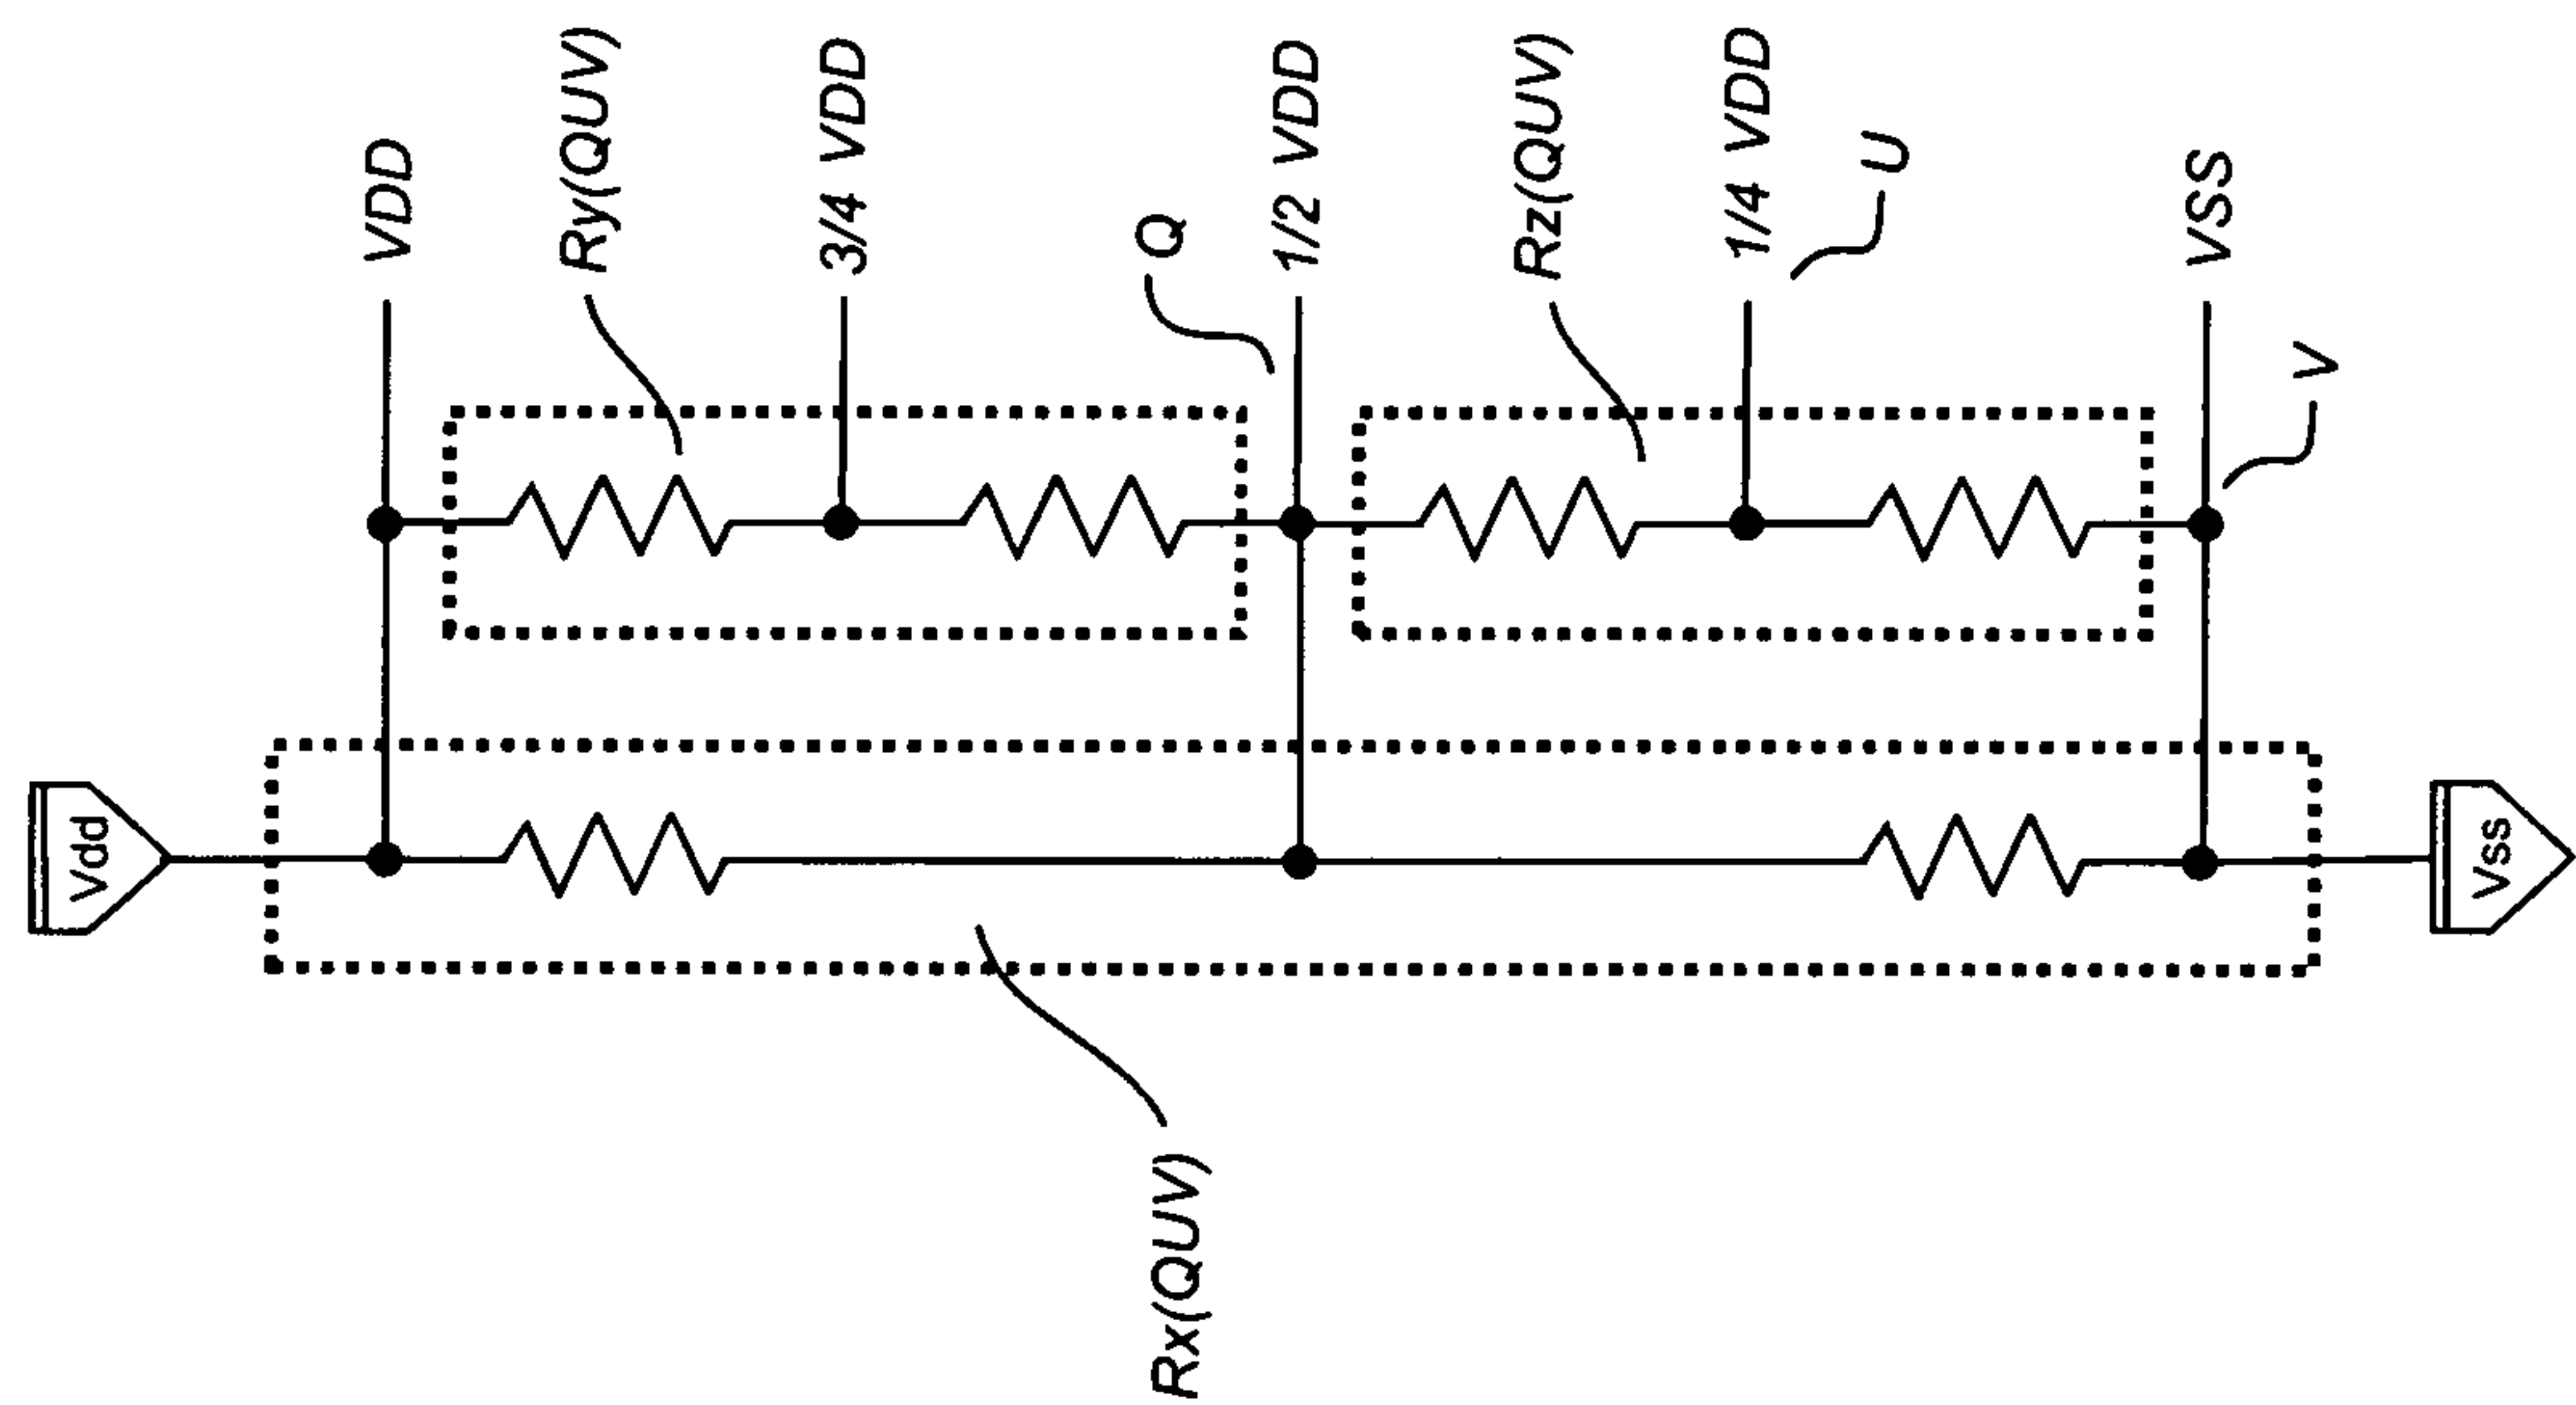 VDD
Ry(QUV)
3/4 VDD
Q
1/2 VDD
Rz(QUV)
1/4 VDD
U
VSS
V
Vdd
Vss
Rx(QUV)